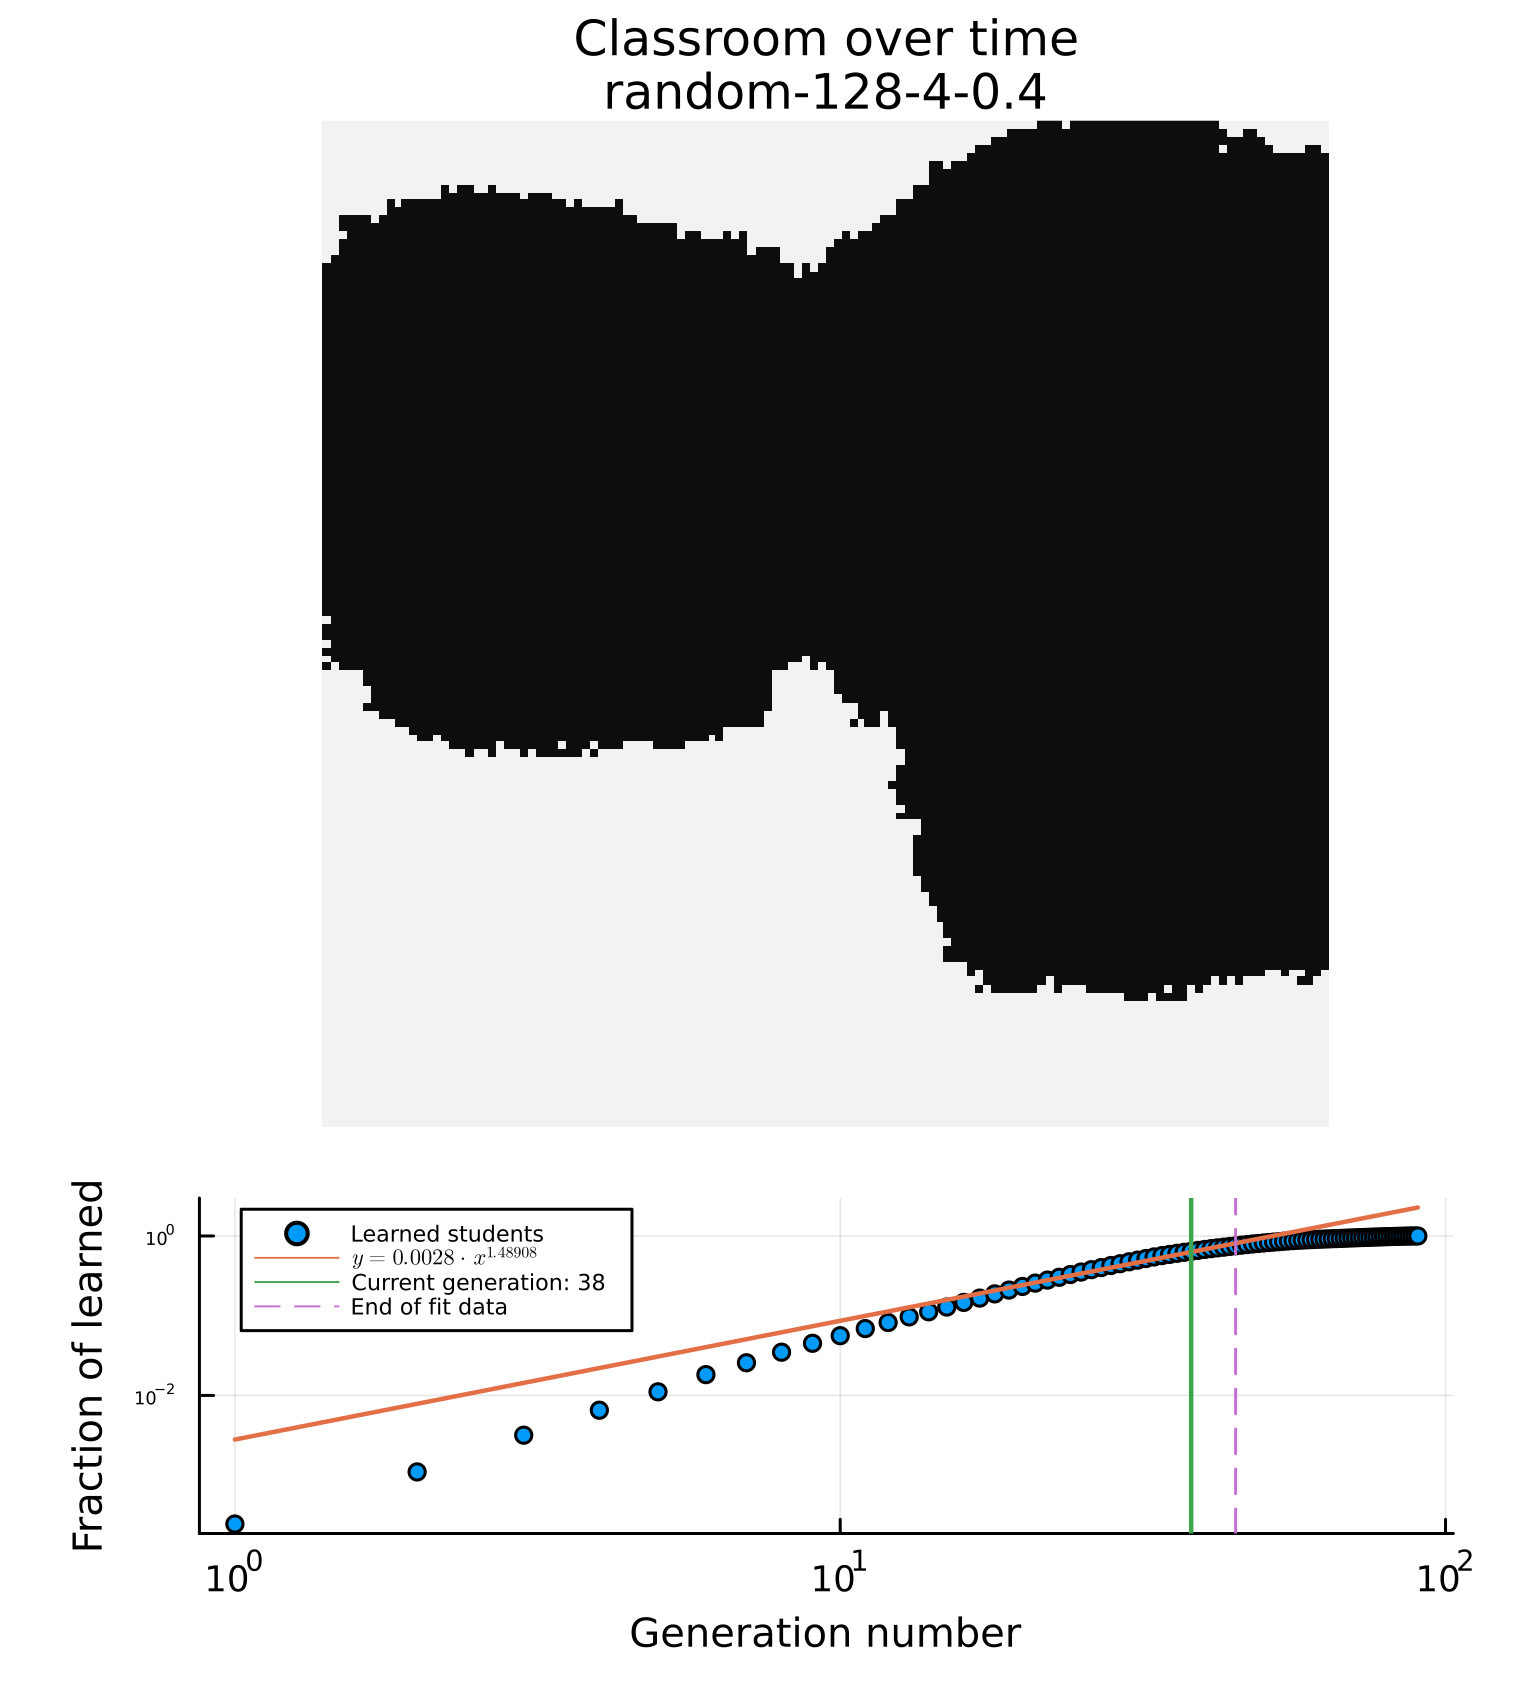 Classroom over time
random-128-4-0.4
Fraction of learned
10^0
10^−2
Learned students
y = 0.0028 · x^1.48908
Current generation: 38
End of fit data
10^0
10^1
10^2
Generation number